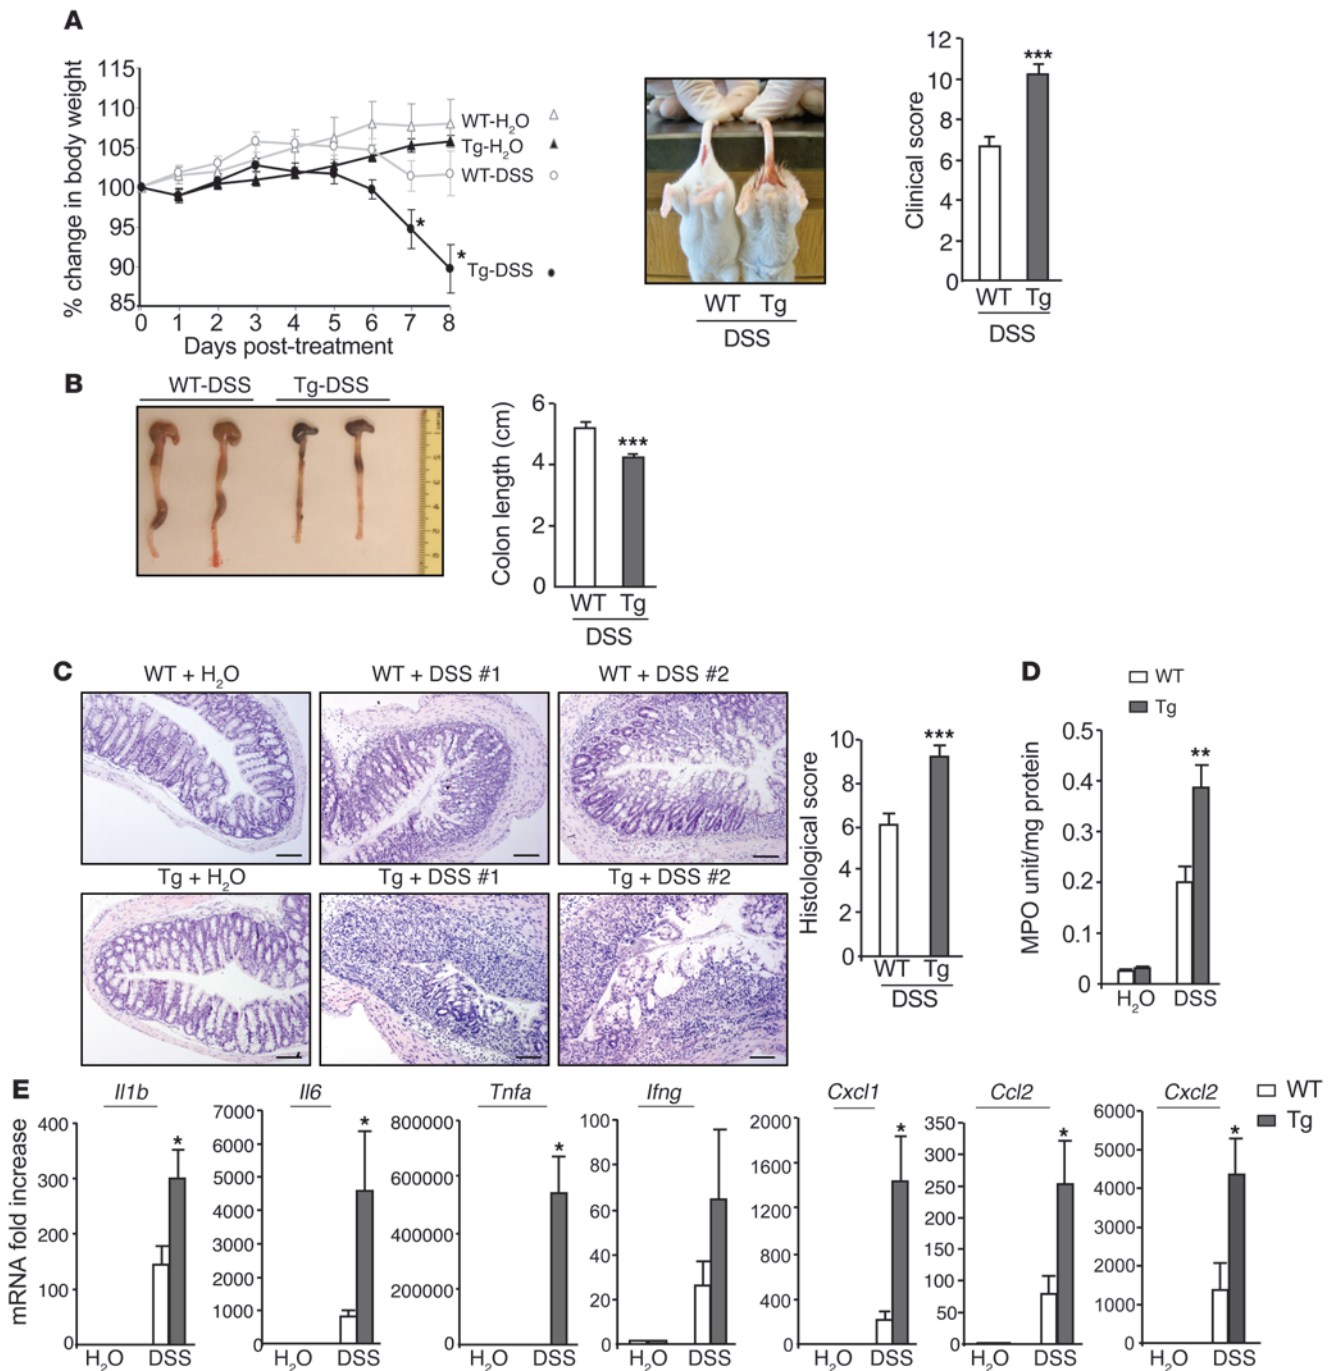 A
115
110
105
100
95
90
85
% change in body weight
0 1 2 3 4 5 6 7 8
Days post-treatment
WT-H2O
Tg-H2O
WT-DSS
* Tg-DSS
*
WT Tg
DSS
12
10
8
6
4
2
0
Clinical score
***
WT Tg
DSS
B
WT-DSS Tg-DSS
6
4
2
0
Colon length (cm)
***
WT Tg
DSS
C
WT + H2O WT + DSS #1 WT + DSS #2
Tg + H2O Tg + DSS #1 Tg + DSS #2
10
8
6
4
2
0
Histological score
***
WT Tg
DSS
D
WT
Tg
0.5
0.4
0.3
0.2
0.1
0
MPO unit/mg protein
**
H2O DSS
E
mRNA fold increase
Il1b
400
300
200
100
0
*
H2O DSS
Il6
7000
6000
5000
4000
3000
2000
1000
0
*
H2O DSS
Tnfa
800000
600000
400000
200000
0
*
H2O DSS
Ifng
100
80
60
40
20
0
H2O DSS
Cxcl1
2000
1600
1200
800
400
0
*
H2O DSS
Ccl2
350
300
250
200
150
100
50
0
*
H2O DSS
Cxcl2
6000
5000
4000
3000
2000
1000
0
*
H2O DSS
WT
Tg